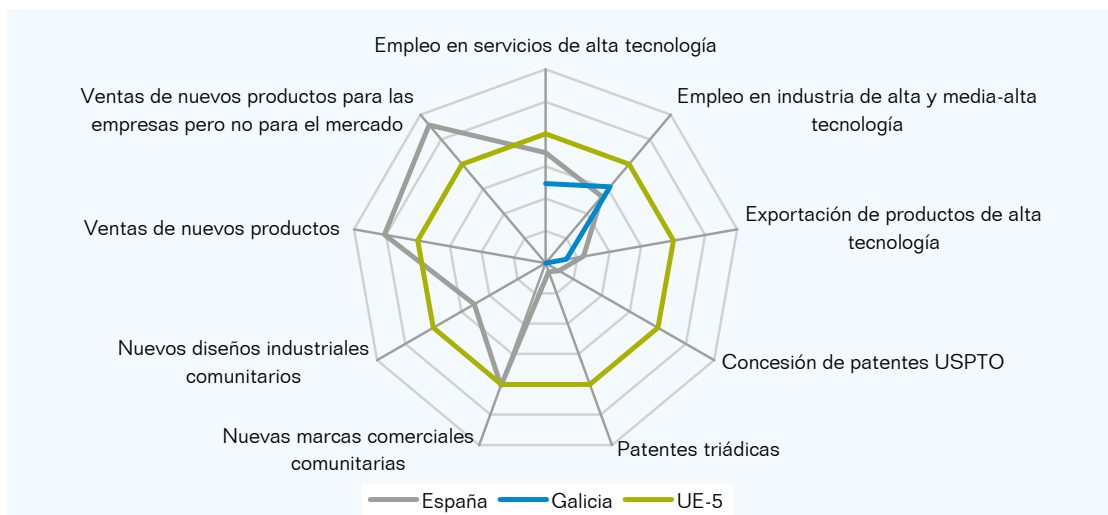 Empleo en servicios de alta tecnología
Ventas de nuevos productos para las
empresas pero no para el mercado
Empleo en industria de alta y media-alta
tecnología
Ventas de nuevos productos
Exportación de productos de alta
tecnología
Nuevos diseños industriales
comunitarios
Concesión de patentes USPTO
Nuevas marcas comerciales
comunitarias
Patentes triádicas
España Galicia UE-5